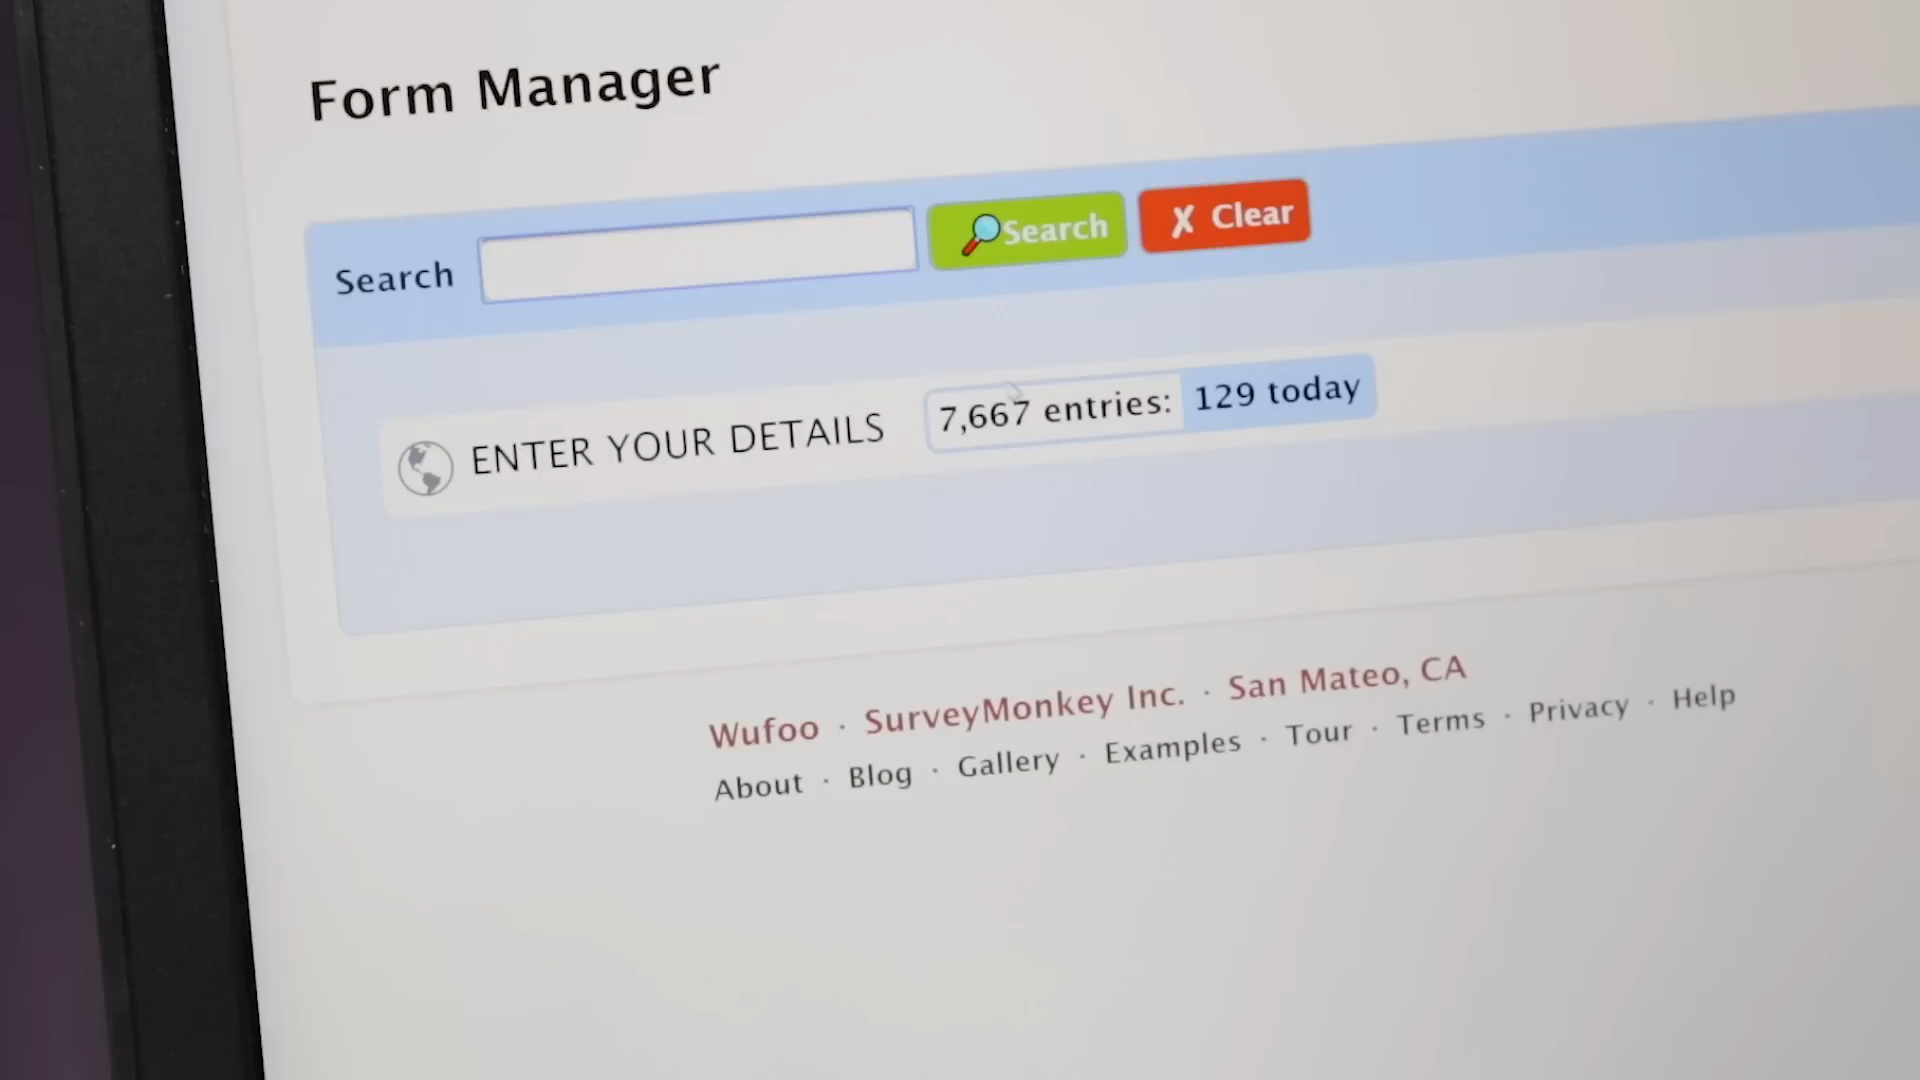 Form Manager
Search Search X Clear
ENTER YOUR DETAILS 7,667 entries: 129 today
Wufoo · SurveyMonkey Inc. · San Mateo, CA
About · Blog · Gallery · Examples · Tour · Terms · Privacy · Help